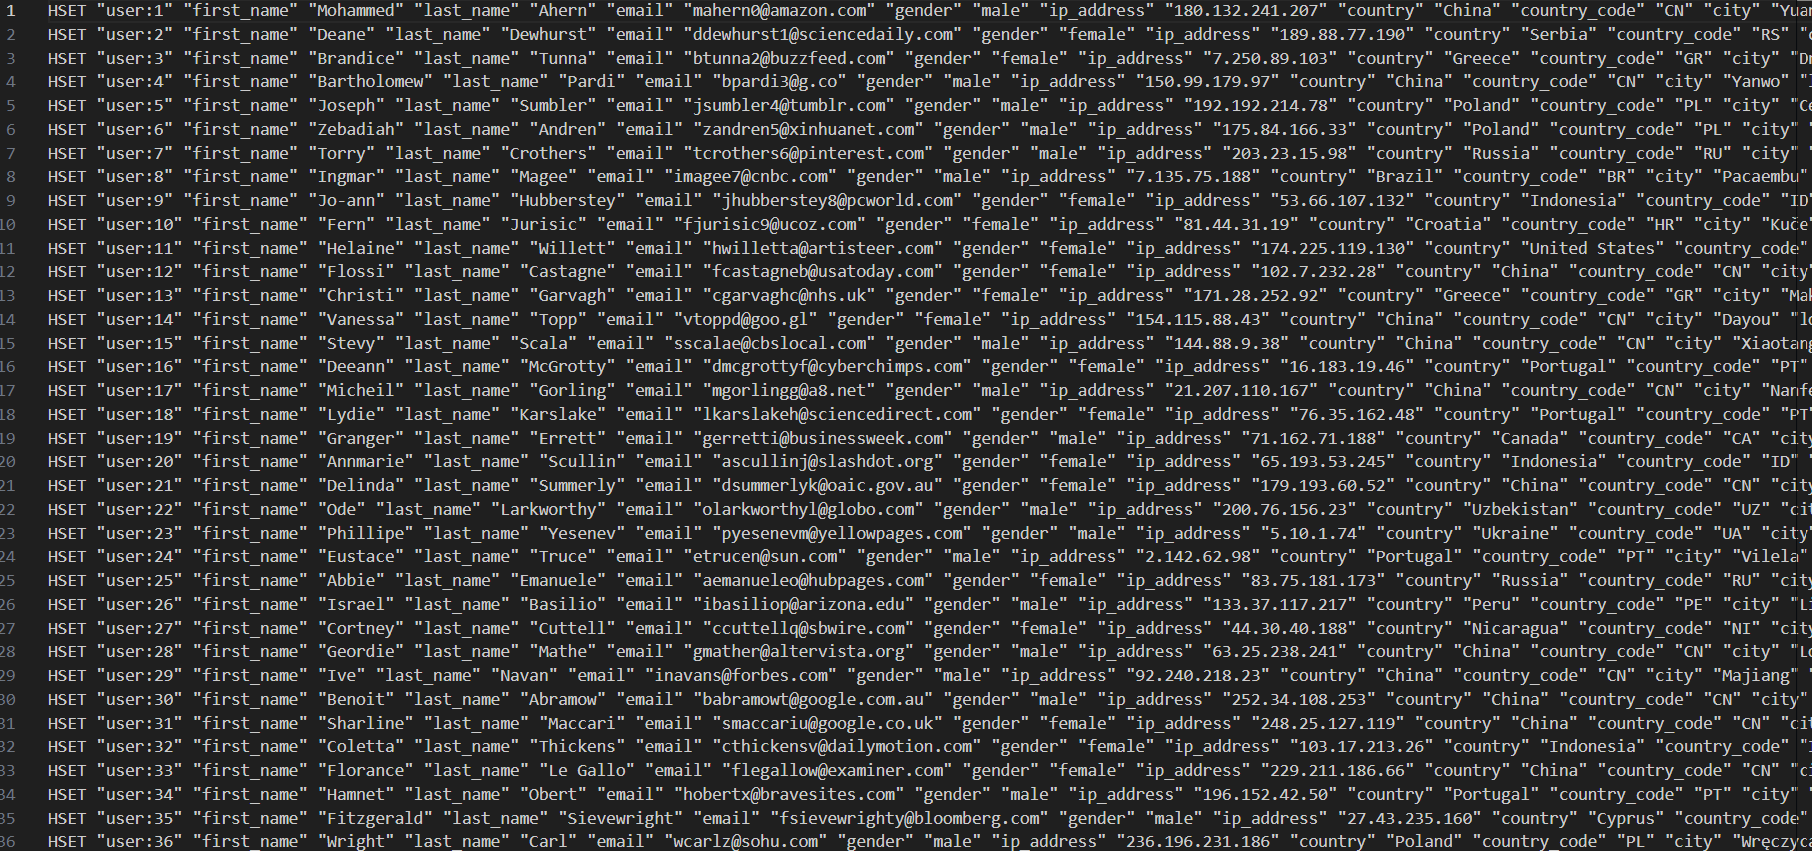 1 HSET "user:1" "first_name" "Mohammed" "last_name" "Ahern" "email" "mahern0@amazon.com" "gender" "male" "ip_address" "180.132.241.207" "country" "China" "country_code" "CN" "city" "Yuan
2 HSET "user:2" "first_name" "Deane" "last_name" "Dewhurst" "email" "ddewhurst1@sciencedaily.com" "gender" "female" "ip_address" "189.88.77.190" "country" "Serbia" "country_code" "RS"
3 HSET "user:3" "first_name" "Brandice" "last_name" "Tunna" "email" "btunna2@buzzfeed.com" "gender" "female" "ip_address" "7.250.89.103" "country" "Greece" "country_code" "GR" "city"
4 HSET "user:4" "first_name" "Bartholomew" "last_name" "Pardi" "email" "bpardi3@g.co" "gender" "male" "ip_address" "150.99.179.97" "country" "China" "country_code" "CN" "city" "Yanwo"
5 HSET "user:5" "first_name" "Joseph" "last_name" "Sumbler" "email" "jsumbler4@tumblr.com" "gender" "male" "ip_address" "192.192.214.78" "country" "Poland" "country_code" "PL" "city"
6 HSET "user:6" "first_name" "Zebadiah" "last_name" "Andren" "email" "zandren5@xinhuanet.com" "gender" "male" "ip_address" "175.84.166.33" "country" "Poland" "country_code" "PL" "city"
7 HSET "user:7" "first_name" "Torry" "last_name" "Crothers" "email" "tcrothers6@pinterest.com" "gender" "male" "ip_address" "203.23.15.98" "country" "Russia" "country_code" "RU" "city"
8 HSET "user:8" "first_name" "Ingmar" "last_name" "Magee" "email" "imagee7@cnbc.com" "gender" "male" "ip_address" "7.135.75.188" "country" "Brazil" "country_code" "BR" "city" "Pacaembu"
9 HSET "user:9" "first_name" "Jo-ann" "last_name" "Hubberstey" "email" "jhubberstey8@pcworld.com" "gender" "female" "ip_address" "53.66.107.132" "country" "Indonesia" "country_code" "ID"
10 HSET "user:10" "first_name" "Fern" "last_name" "Jurisic" "email" "fjurisic9@ucoz.com" "gender" "female" "ip_address" "81.44.31.19" "country" "Croatia" "country_code" "HR" "city" "Kuče
11 HSET "user:11" "first_name" "Helaine" "last_name" "Willett" "email" "hwilletta@artisteer.com" "gender" "female" "ip_address" "174.225.119.130" "country" "United States" "country_code"
12 HSET "user:12" "first_name" "Flossi" "last_name" "Castagne" "email" "fcastagneb@usatoday.com" "gender" "female" "ip_address" "102.7.232.28" "country" "China" "country_code" "CN" "city
13 HSET "user:13" "first_name" "Christi" "last_name" "Garvagh" "email" "cgarvaghc@nhs.uk" "gender" "female" "ip_address" "171.28.252.92" "country" "Greece" "country_code" "GR" "city" "Mak
14 HSET "user:14" "first_name" "Vanessa" "last_name" "Topp" "email" "vtoppd@goo.gl" "gender" "female" "ip_address" "154.115.88.43" "country" "China" "country_code" "CN" "city" "Dayou" "lo
15 HSET "user:15" "first_name" "Stevy" "last_name" "Scala" "email" "sscalae@cbslocal.com" "gender" "male" "ip_address" "144.88.9.38" "country" "China" "country_code" "CN" "city" "Xiaotang
16 HSET "user:16" "first_name" "Deeann" "last_name" "McGrotty" "email" "dmcgrottyf@cyberchimps.com" "gender" "female" "ip_address" "16.183.19.46" "country" "Portugal" "country_code" "PT"
17 HSET "user:17" "first_name" "Micheil" "last_name" "Gorling" "email" "mgorlingg@a8.net" "gender" "male" "ip_address" "21.207.110.167" "country" "China" "country_code" "CN" "city" "Nanfe
18 HSET "user:18" "first_name" "Lydie" "last_name" "Karslake" "email" "lkarslakeh@sciencedirect.com" "gender" "female" "ip_address" "76.35.162.48" "country" "Portugal" "country_code" "PT"
19 HSET "user:19" "first_name" "Granger" "last_name" "Errett" "email" "gerretti@businessweek.com" "gender" "male" "ip_address" "71.162.71.188" "country" "Canada" "country_code" "CA" "city
20 HSET "user:20" "first_name" "Annmarie" "last_name" "Scullin" "email" "ascullinj@slashdot.org" "gender" "female" "ip_address" "65.193.53.245" "country" "Indonesia" "country_code" "ID"
21 HSET "user:21" "first_name" "Delinda" "last_name" "Summerly" "email" "dsummerlyk@oaic.gov.au" "gender" "female" "ip_address" "179.193.60.52" "country" "China" "country_code" "CN" "city
22 HSET "user:22" "first_name" "Ode" "last_name" "Larkworthy" "email" "olarkworthyl@globo.com" "gender" "male" "ip_address" "200.76.156.23" "country" "Uzbekistan" "country_code" "UZ" "cit
23 HSET "user:23" "first_name" "Phillipe" "last_name" "Yesenev" "email" "pyesenevm@yellowpages.com" "gender" "male" "ip_address" "5.10.1.74" "country" "Ukraine" "country_code" "UA" "city
24 HSET "user:24" "first_name" "Eustace" "last_name" "Truce" "email" "etrucen@sun.com" "gender" "male" "ip_address" "2.142.62.98" "country" "Portugal" "country_code" "PT" "city" "Vilela"
25 HSET "user:25" "first_name" "Abbie" "last_name" "Emanuele" "email" "aemanueleo@hubpages.com" "gender" "female" "ip_address" "83.75.181.173" "country" "Russia" "country_code" "RU" "city
26 HSET "user:26" "first_name" "Israel" "last_name" "Basilio" "email" "ibasiliop@arizona.edu" "gender" "male" "ip_address" "133.37.117.217" "country" "Peru" "country_code" "PE" "city" "Li
27 HSET "user:27" "first_name" "Cortney" "last_name" "Cuttell" "email" "ccuttellq@sbwire.com" "gender" "female" "ip_address" "44.30.40.188" "country" "Nicaragua" "country_code" "NI" "city
28 HSET "user:28" "first_name" "Geordie" "last_name" "Mathe" "email" "gmather@altervista.org" "gender" "male" "ip_address" "63.25.238.241" "country" "China" "country_code" "CN" "city" "Lo
29 HSET "user:29" "first_name" "Ive" "last_name" "Navan" "email" "inavans@forbes.com" "gender" "male" "ip_address" "92.240.218.23" "country" "China" "country_code" "CN" "city" "Majiang"
30 HSET "user:30" "first_name" "Benoit" "last_name" "Abramow" "email" "babramowt@google.com.au" "gender" "male" "ip_address" "252.34.108.253" "country" "China" "country_code" "CN" "city"
31 HSET "user:31" "first_name" "Sharline" "last_name" "Maccari" "email" "smaccariu@google.co.uk" "gender" "female" "ip_address" "248.25.127.119" "country" "China" "country_code" "CN" "cit
32 HSET "user:32" "first_name" "Coletta" "last_name" "Thickens" "email" "cthickensv@dailymotion.com" "gender" "female" "ip_address" "103.17.213.26" "country" "Indonesia" "country_code"
33 HSET "user:33" "first_name" "Florance" "last_name" "Le Gallo" "email" "flegallow@examiner.com" "gender" "female" "ip_address" "229.211.186.66" "country" "China" "country_code" "CN" "ci
34 HSET "user:34" "first_name" "Hamnet" "last_name" "Obert" "email" "hobertx@bravesites.com" "gender" "male" "ip_address" "196.152.42.50" "country" "Portugal" "country_code" "PT" "city"
35 HSET "user:35" "first_name" "Fitzgerald" "last_name" "Sievewright" "email" "fsievewrighty@bloomberg.com" "gender" "male" "ip_address" "27.43.235.160" "country" "Cyprus" "country_code"
36 HSET "user:36" "first_name" "Wright" "last_name" "Carl" "email" "wcarlz@sohu.com" "gender" "male" "ip_address" "236.196.231.186" "country" "Poland" "country_code" "PL" "city" "Wręczyca